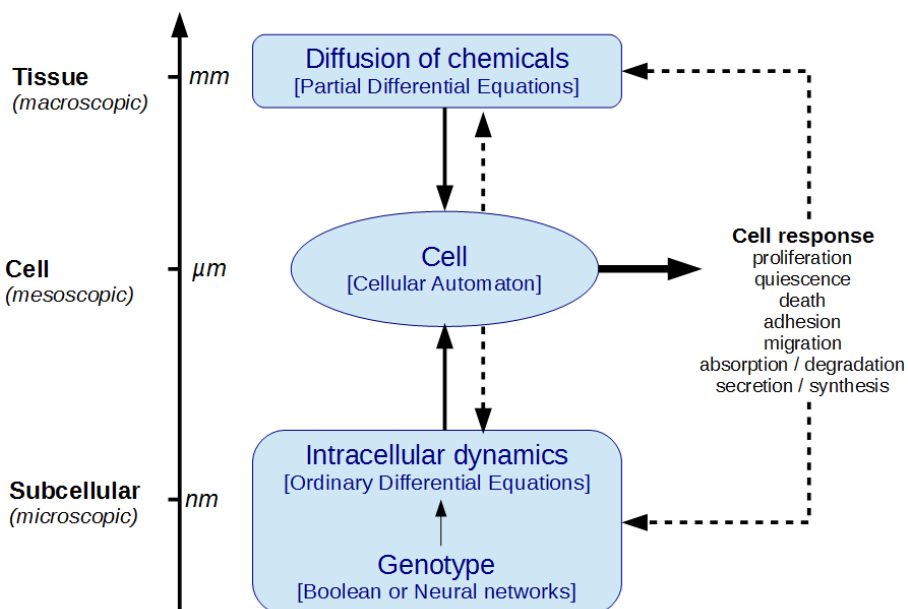 Diffusion of chemicals
[Partial Differential Equations]
Tissue
(macroscopic)
mm
Cell response
proliferation
quiescence
death
adhesion
migration
absorption / degradation
secretion / synthesis
Cell
[Cellular Automaton]
Cell
(mesoscopic)
μm
Intracellular dynamics
[Ordinary Differential Equations]
Subcellular
(microscopic)
nm
Genotype
[Boolean or Neural networks]